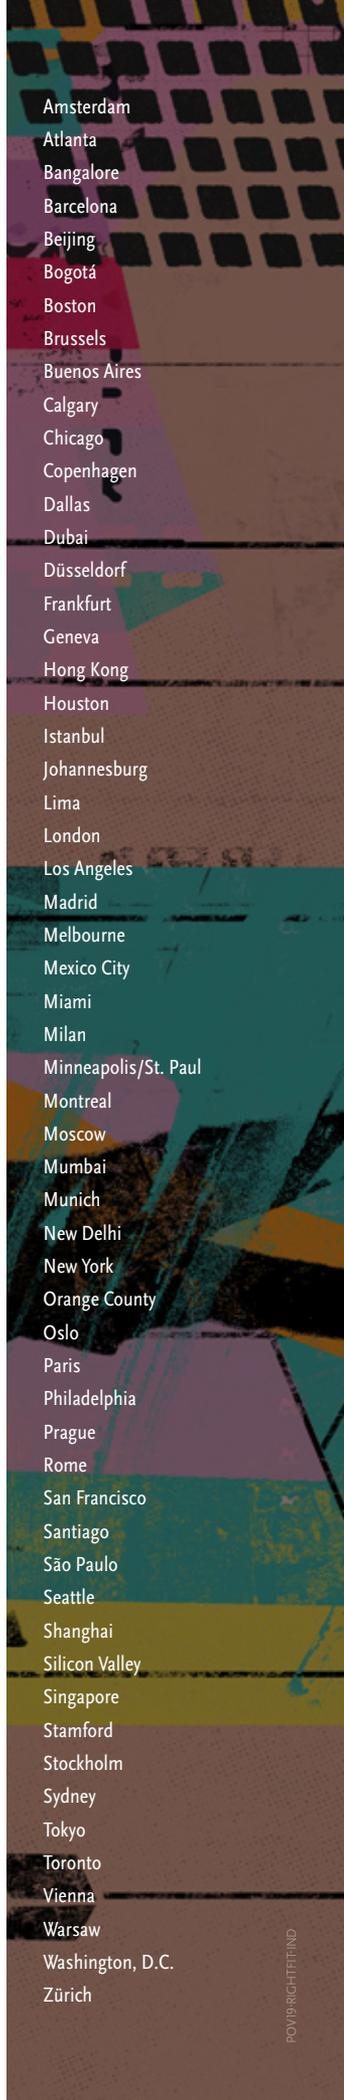 Amsterdam
Atlanta
Bangalore
Barcelona
Beijing
Bogotá
Boston
Brussels
Buenos Aires
Calgary
Chicago
Copenhagen
Dallas
Dubai
Düsseldorf
Frankfurt
Geneva
Hong Kong
Houston
Istanbul
Johannesburg
Lima
London
Los Angeles
Madrid
Melbourne
Mexico City
Miami
Milan
Minneapolis/St. Paul
Montreal
Moscow
Mumbai
Munich
New Delhi
New York
Orange County
Oslo
Paris
Philadelphia
Prague
Rome
San Francisco
Santiago
São Paulo
Seattle
Shanghai
Silicon Valley
Singapore
Stamford
Stockholm
Sydney
Tokyo
Toronto
Vienna
Warsaw
Washington, D.C.
Zürich
POV19-RIGHTFIT-IND